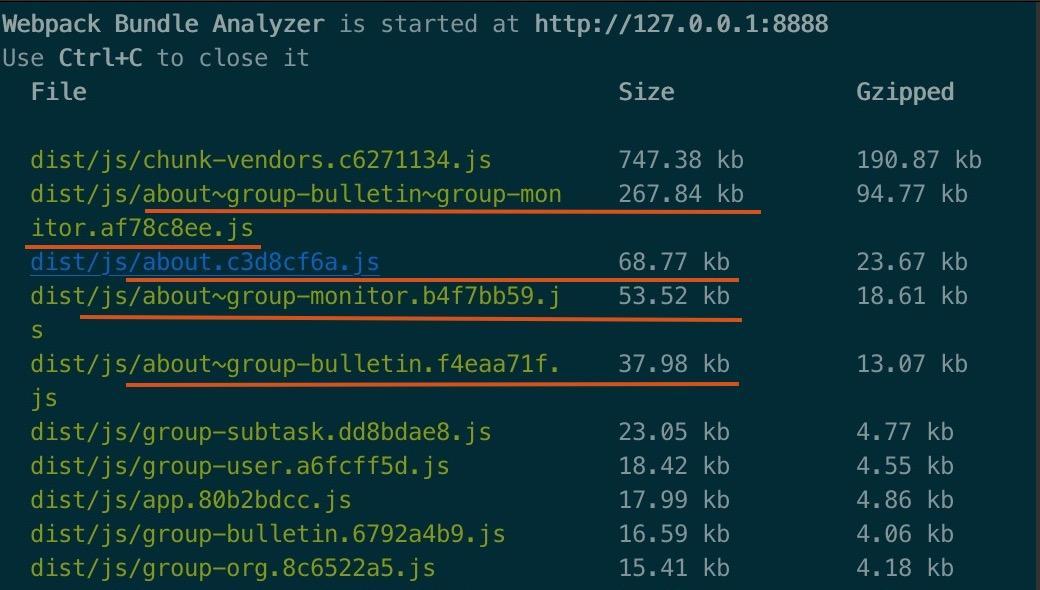 Webpack Bundle Analyzer is started at http://127.0.0.1:8888
Use Ctrl+C to close it
File Size Gzipped
dist/js/chunk-vendors.c6271134.js 747.38 kb 190.87 kb
dist/js/about~group-bulletin~group-mon 267.84 kb 94.77 kb
itor.af78c8ee.js
dist/js/about.c3d8cf6a.js 68.77 kb 23.67 kb
dist/js/about~group-monitor.b4f7bb59.j 53.52 kb 18.61 kb
s
dist/js/about~group-bulletin.f4eaa71f. 37.98 kb 13.07 kb
js
dist/js/group-subtask.dd8bdae8.js 23.05 kb 4.77 kb
dist/js/group-user.a6fcff5d.js 18.42 kb 4.55 kb
dist/js/app.80b2bdcc.js 17.99 kb 4.86 kb
dist/js/group-bulletin.6792a4b9.js 16.59 kb 4.06 kb
dist/js/group-org.8c6522a5.js 15.41 kb 4.18 kb